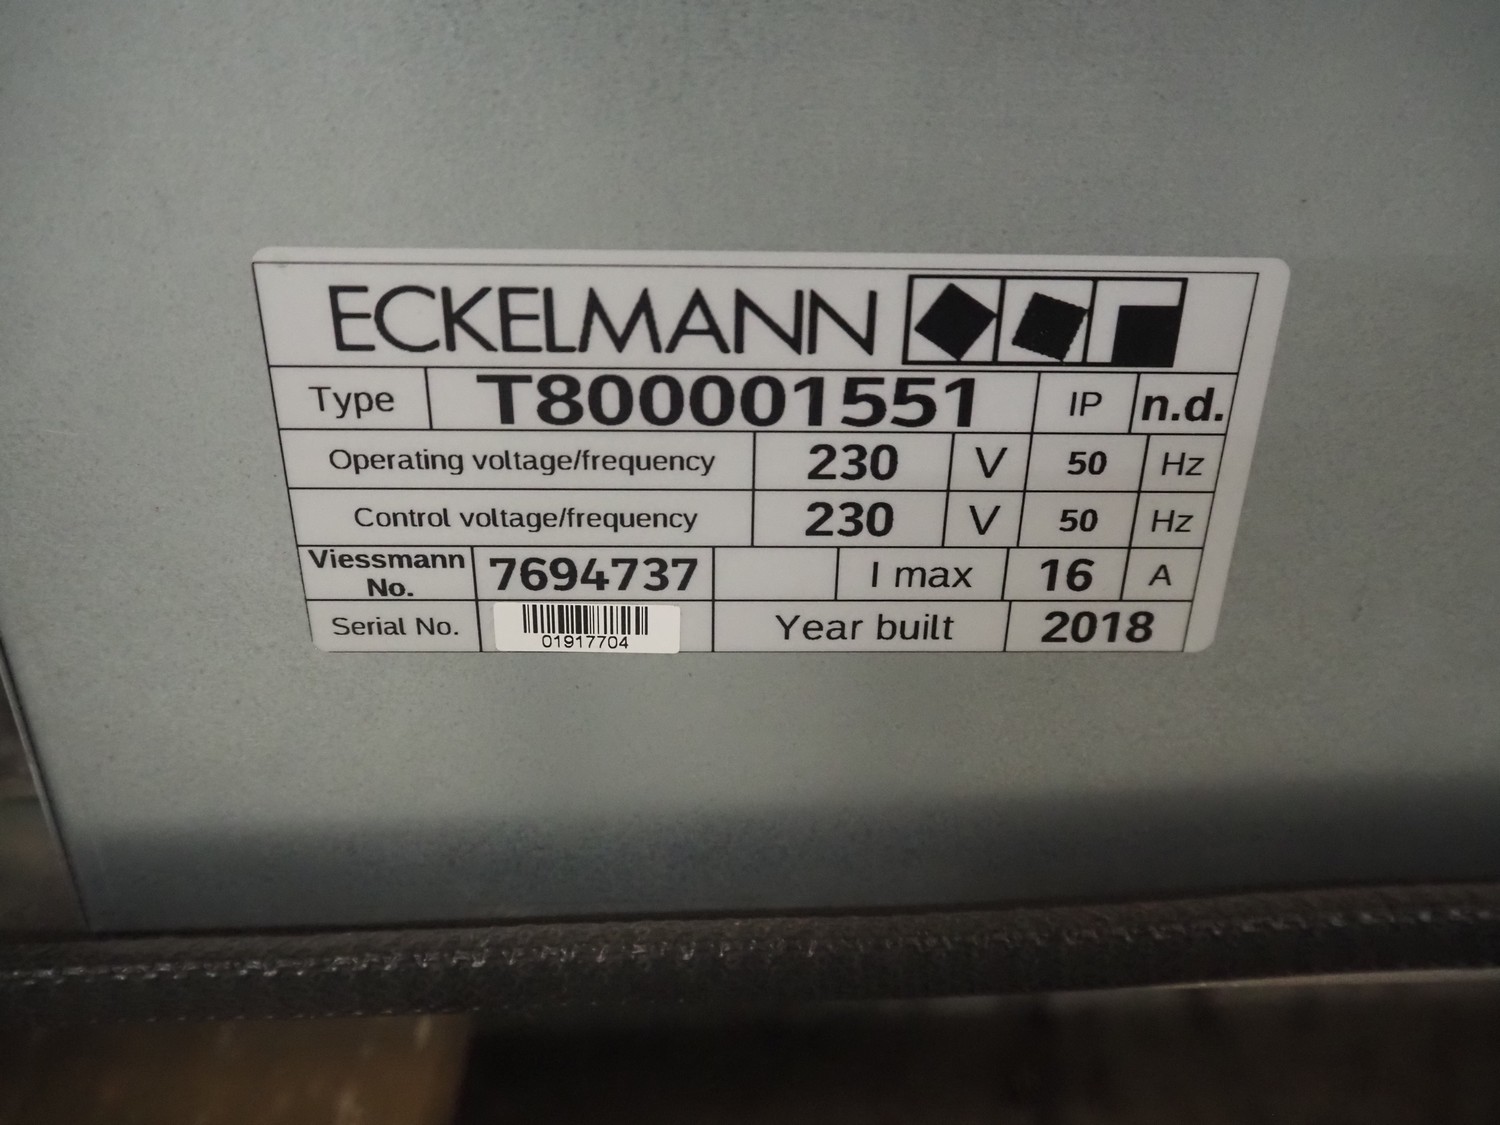 ECKELMANN
Type T800001551 IP n.d.
Operating voltage/frequency 230 V 50 Hz
Control voltage/frequency 230 V 50 Hz
Viessmann No. 7694737 I max 16 A
Serial No. 01917704 Year built 2018